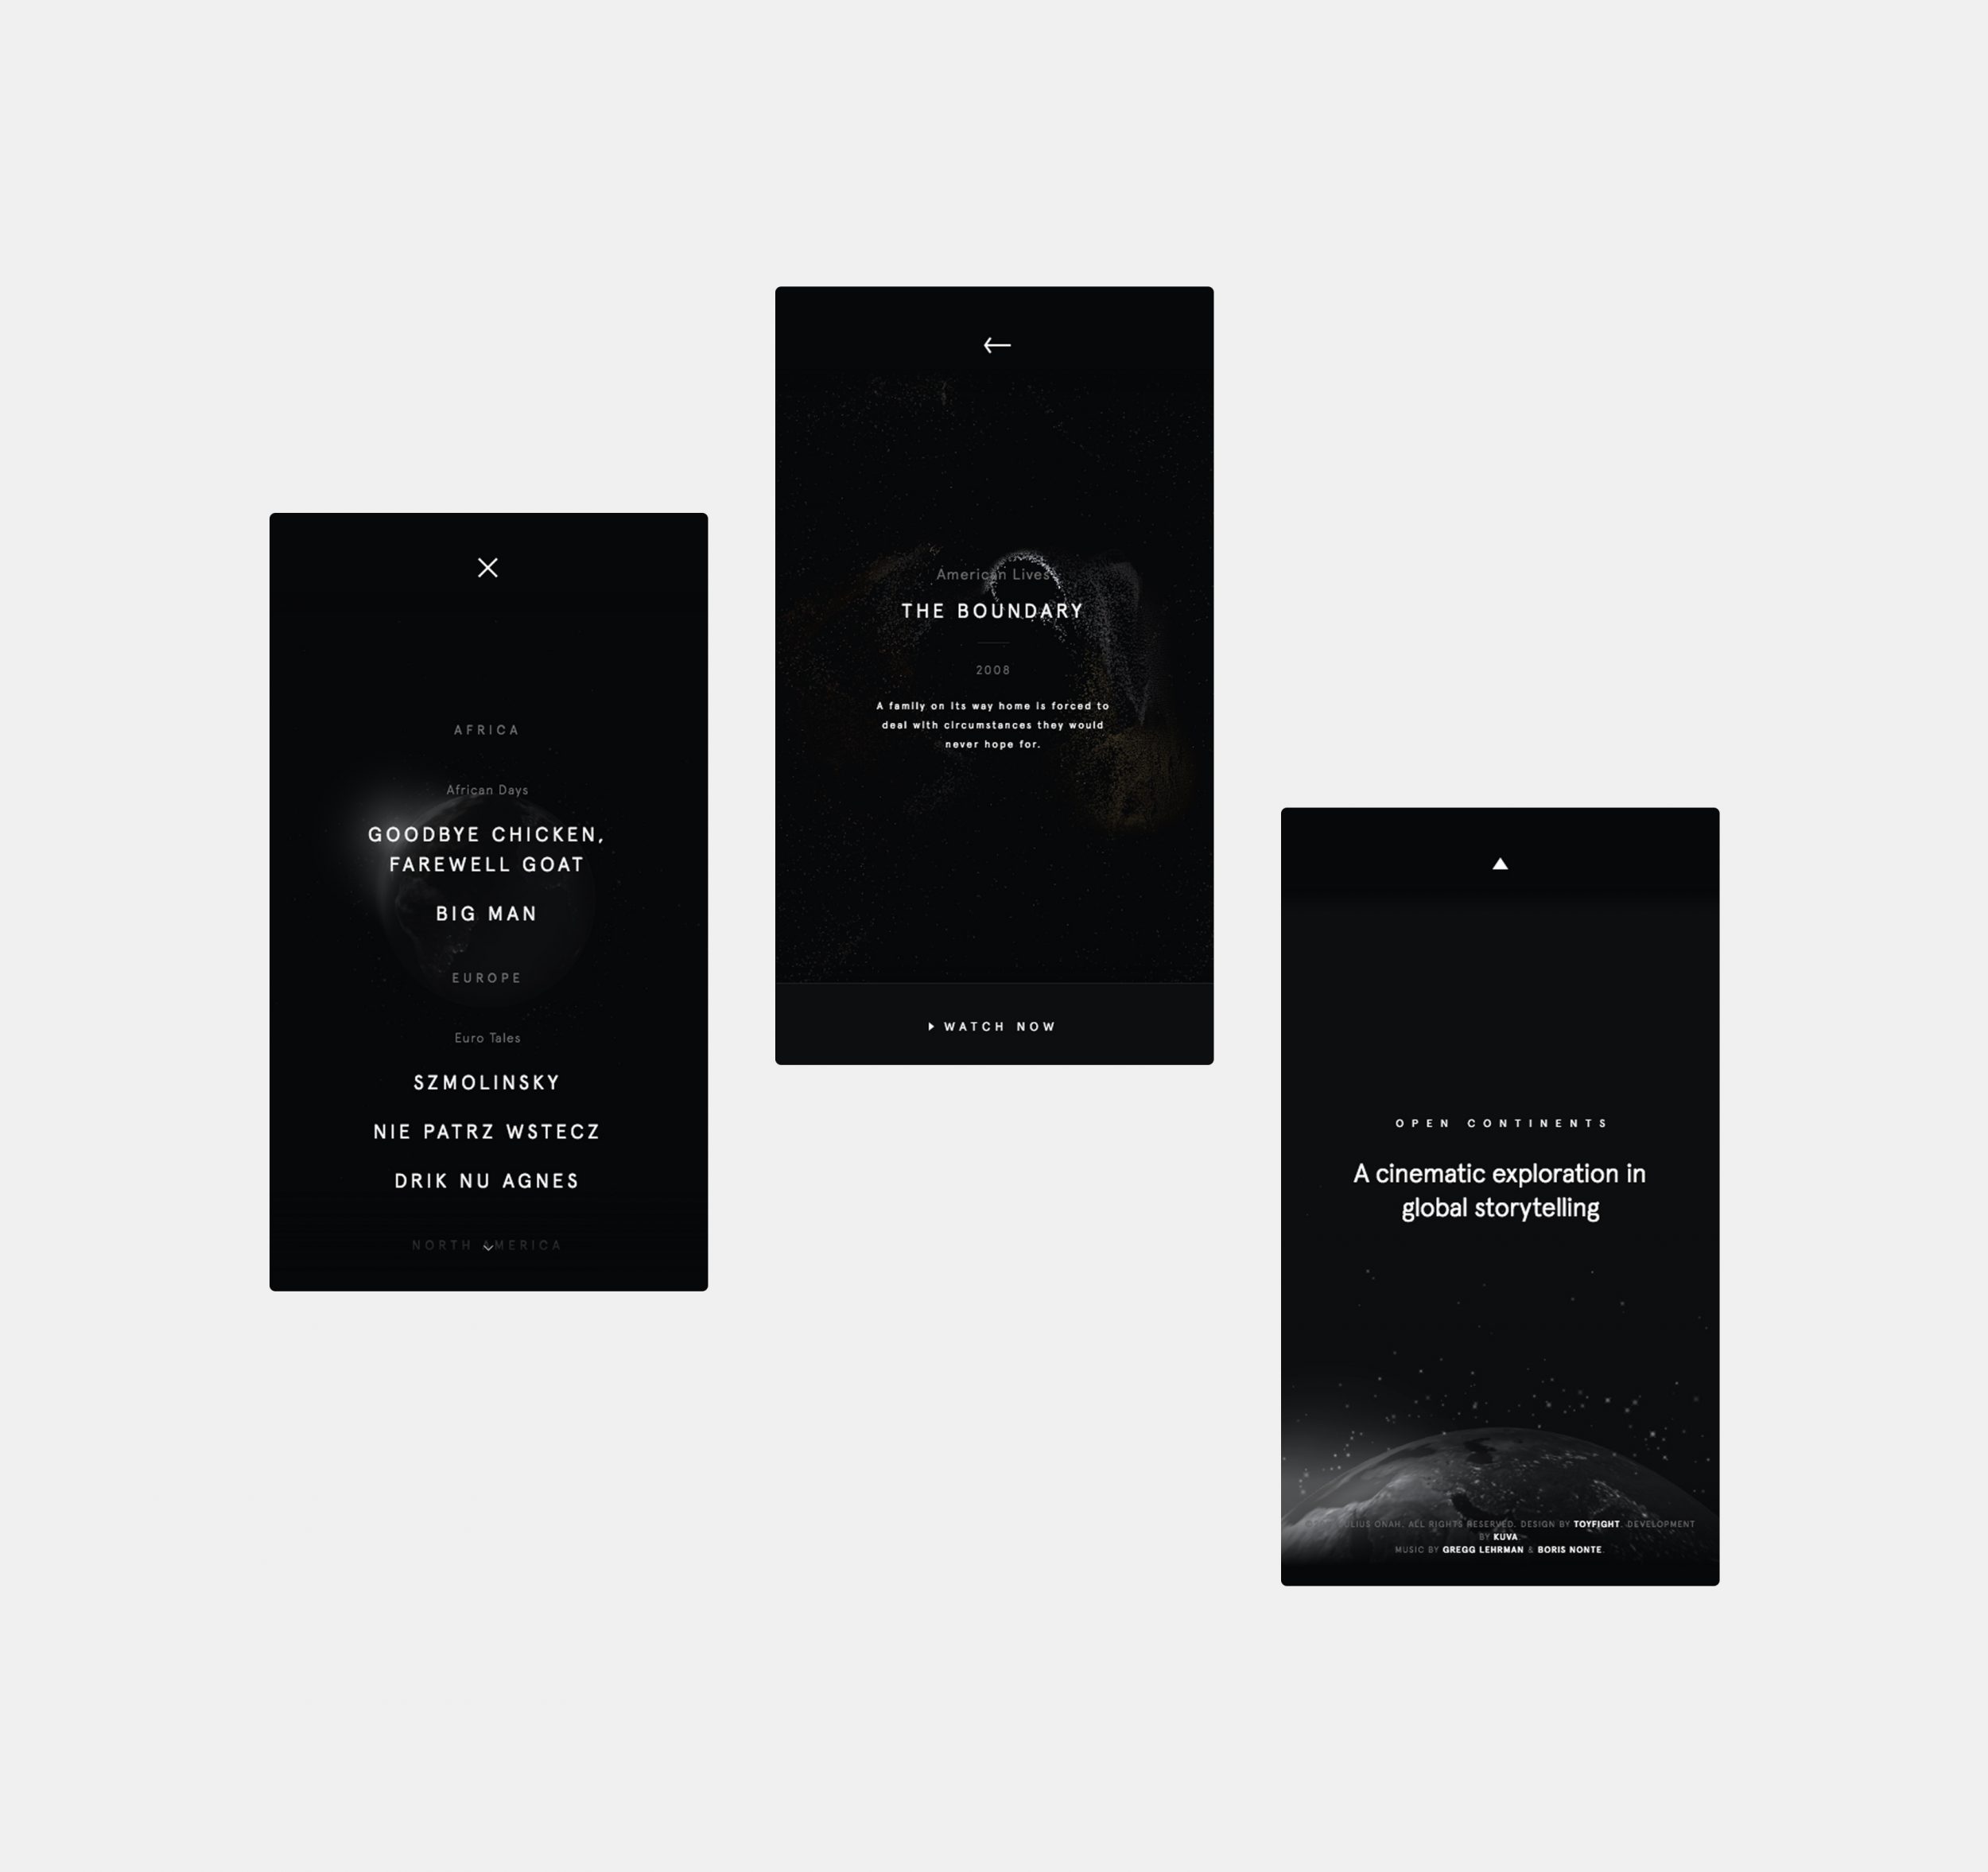 AFRICA
African Days
GOODBYE CHICKEN,
FAREWELL GOAT
BIG MAN
EUROPE
Euro Tales
SZMOLINSKY
NIE PATRZ WSTECZ
DRIK NU AGNES
NORTH AMERICA
American Lives
THE BOUNDARY
2008
A family on its way home is forced to
deal with circumstances they would
never hope for.
WATCH NOW
OPEN CONTINENTS
A cinematic exploration in
global storytelling
ONAH. ALL RIGHTS RESERVED. DESIGN BY TOYFIGHT. DEVELOPMENT
BY KUVA
MUSIC BY GREGG LEHRMAN & BORIS NONTE.